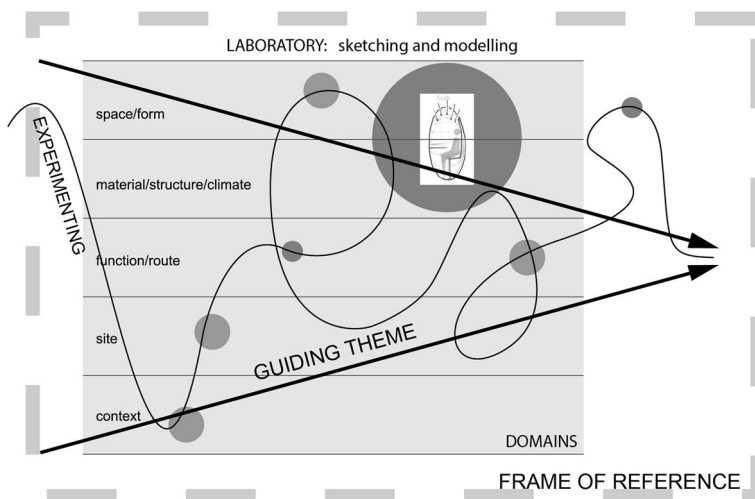 LABORATORY: sketching and modelling
space/form
EXPERIMENTING
material/structure/climate
function/route
site
GUIDING THEME
context
DOMAINS
FRAME OF REFERENCE